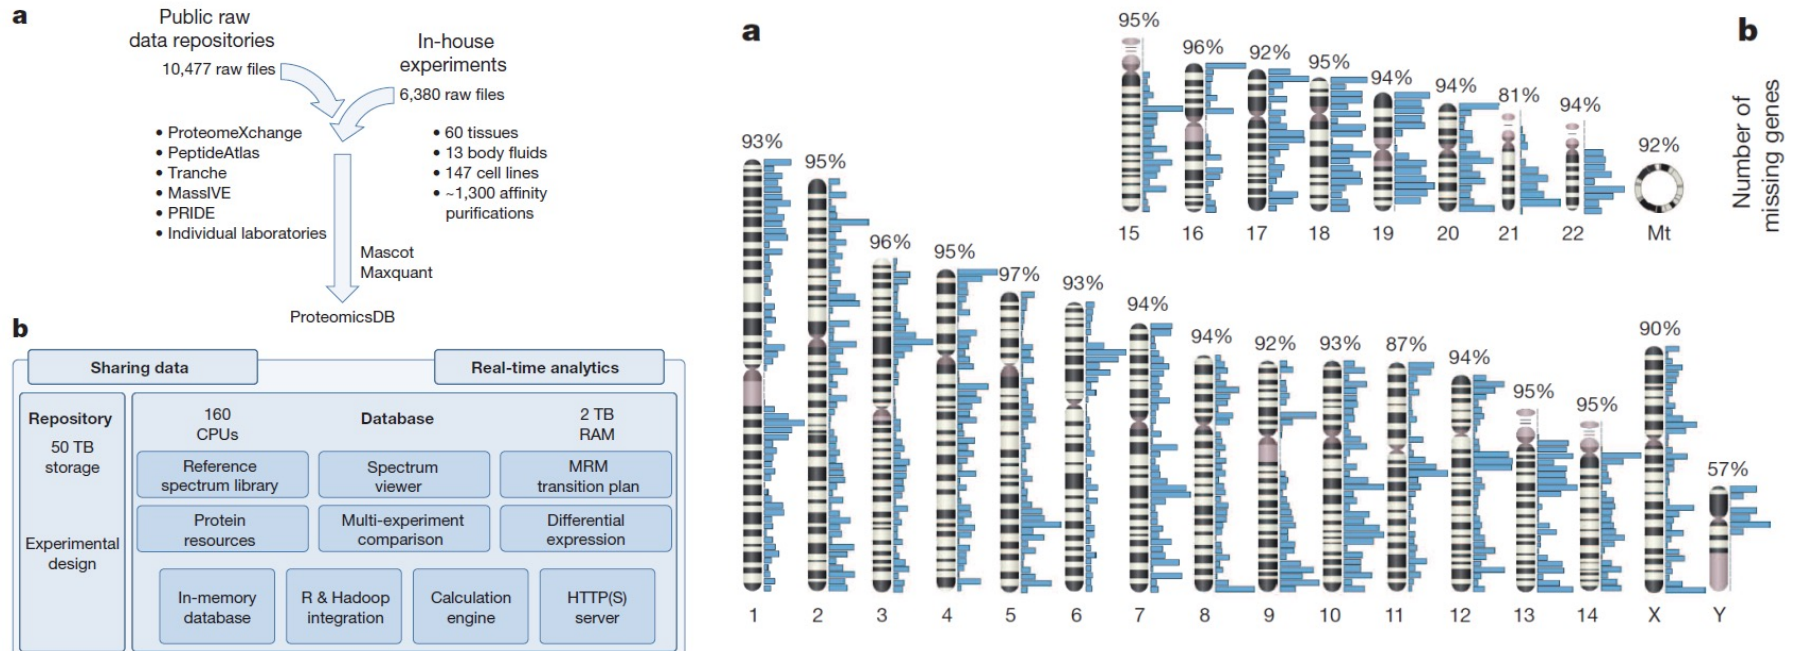 a
Public raw
data repositories
10,477 raw files
In-house
experiments
6,380 raw files
• ProteomeXchange
• PeptideAtlas
• Tranche
• MassIVE
• PRIDE
• Individual laboratories
• 60 tissues
• 13 body fluids
• 147 cell lines
• ~1,300 affinity
purifications
Mascot
Maxquant
ProteomicsDB
b
Sharing data
Real-time analytics
Repository
50 TB
storage
Experimental
design
160
CPUs
Database
2 TB
RAM
Reference
spectrum library
Spectrum
viewer
MRM
transition plan
Protein
resources
Multi-experiment
comparison
Differential
expression
In-memory
database
R & Hadoop
integration
Calculation
engine
HTTP(S)
server
a
95% 96% 92% 95% 94% 94% 81% 94% 92%
15 16 17 18 19 20 21 22 Mt
93% 95% 96% 95% 97% 93% 94% 94% 92% 93% 87% 94% 95% 95% 90% 57%
1 2 3 4 5 6 7 8 9 10 11 12 13 14 X Y
b
Number of
missing genes